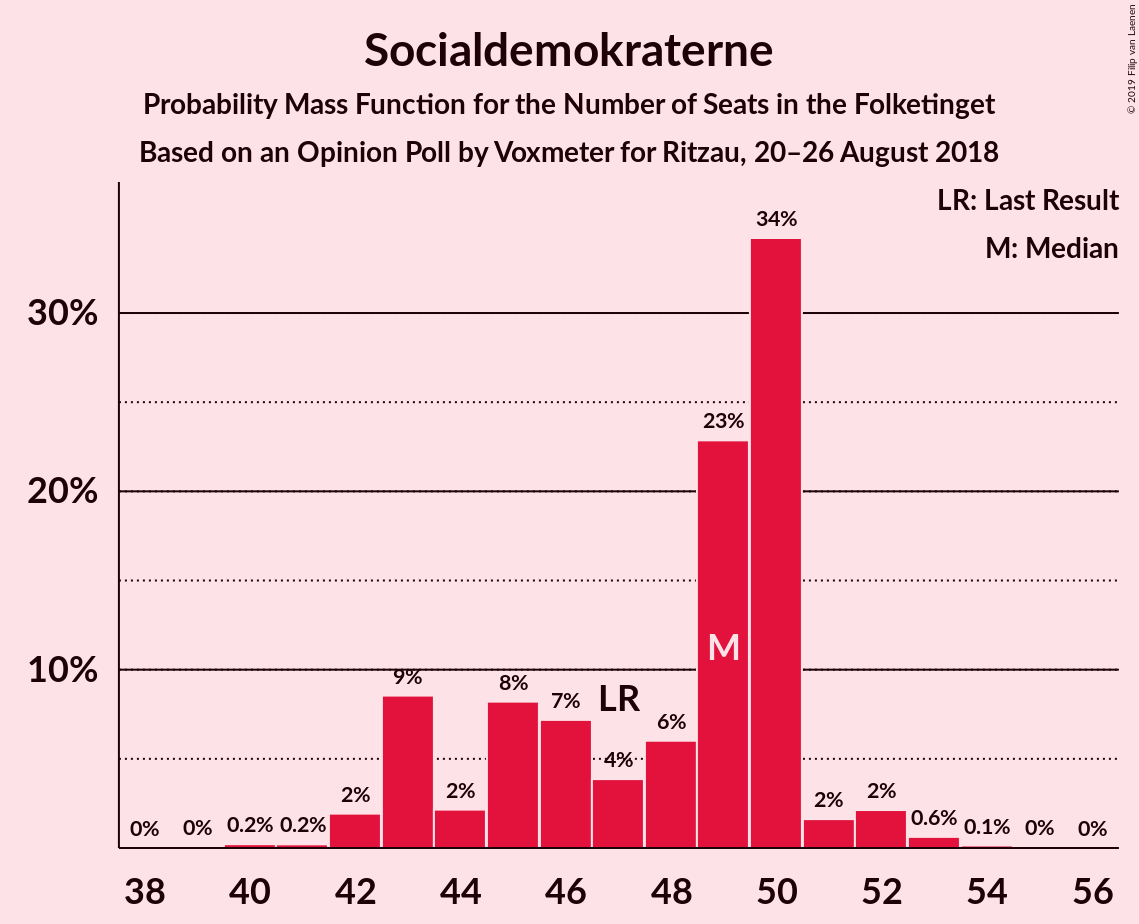 Socialdemokraterne
Probability Mass Function for the Number of Seats in the Folketinget
Based on an Opinion Poll by Voxmeter for Ritzau, 20–26 August 2018
© 2019 Filip van Laenen
LR: Last Result
M: Median
30%
20%
10%
0%
0%
0.2%
0.2%
2%
9%
2%
8%
7%
LR
4%
6%
23%
M
34%
2%
2%
0.6%
0.1%
0%
0%
38 40 42 44 46 48 50 52 54 56